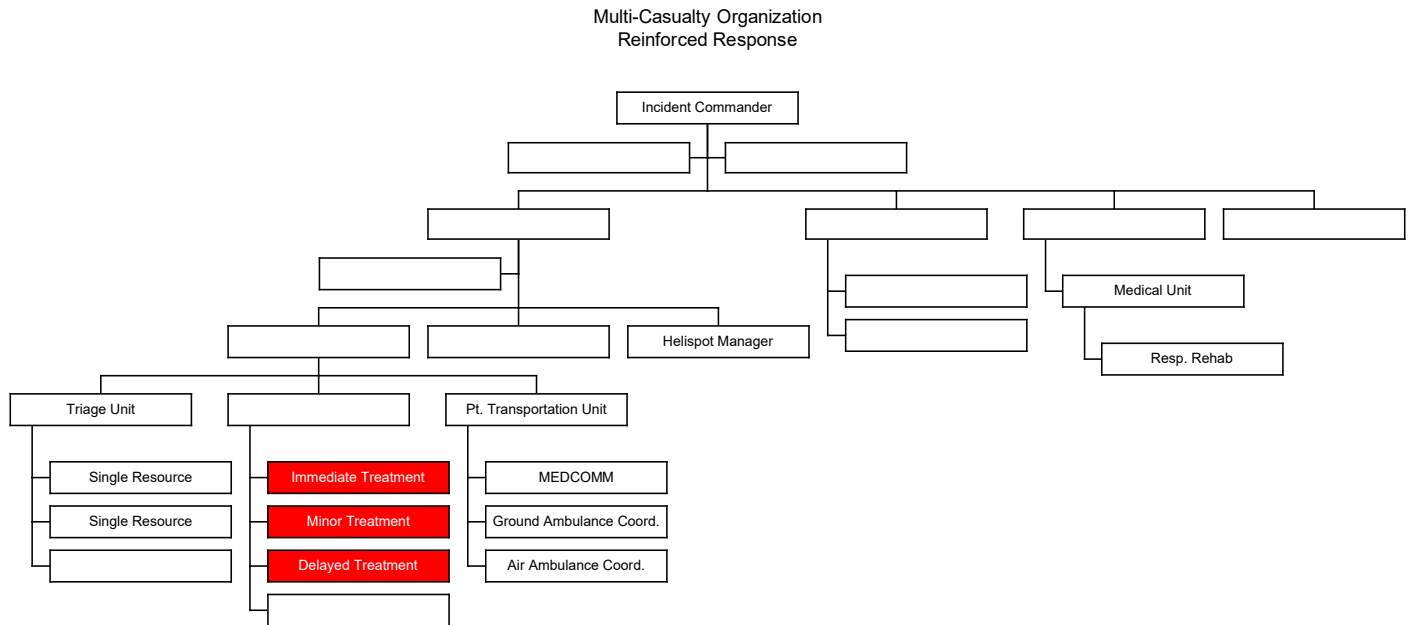 Multi-Casualty Organization
Reinforced Response
Incident Commander
Medical Unit
Helispot Manager
Resp. Rehab
Triage Unit
Pt. Transportation Unit
Single Resource
Immediate Treatment
MEDCOMM
Single Resource
Minor Treatment
Ground Ambulance Coord.
Delayed Treatment
Air Ambulance Coord.